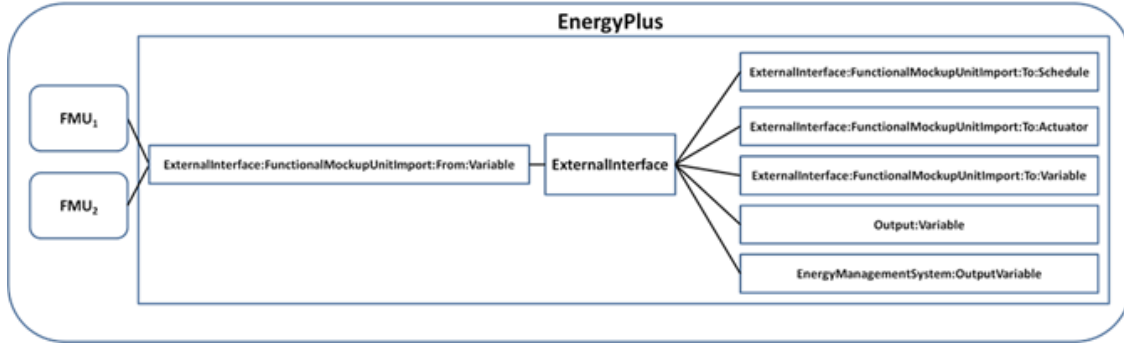 EnergyPlus
FMU1
FMU2
ExternalInterface:FunctionalMockupUnitImport:From:Variable
ExternalInterface
ExternalInterface:FunctionalMockupUnitImport:To:Schedule
ExternalInterface:FunctionalMockupUnitImport:To:Actuator
ExternalInterface:FunctionalMockupUnitImport:To:Variable
Output:Variable
EnergyManagementSystem:OutputVariable